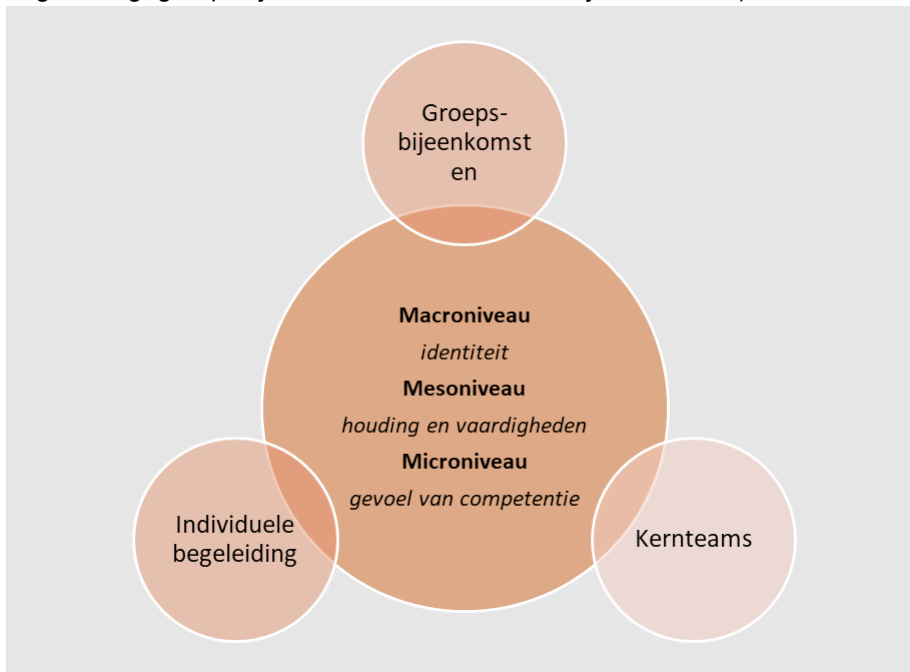 Groeps-
bijeenkomst
en
Macroniveau
identiteit
Mesoniveau
houding en vaardigheden
Microniveau
gevoel van competentie
Individuele
begeleiding
Kernteams